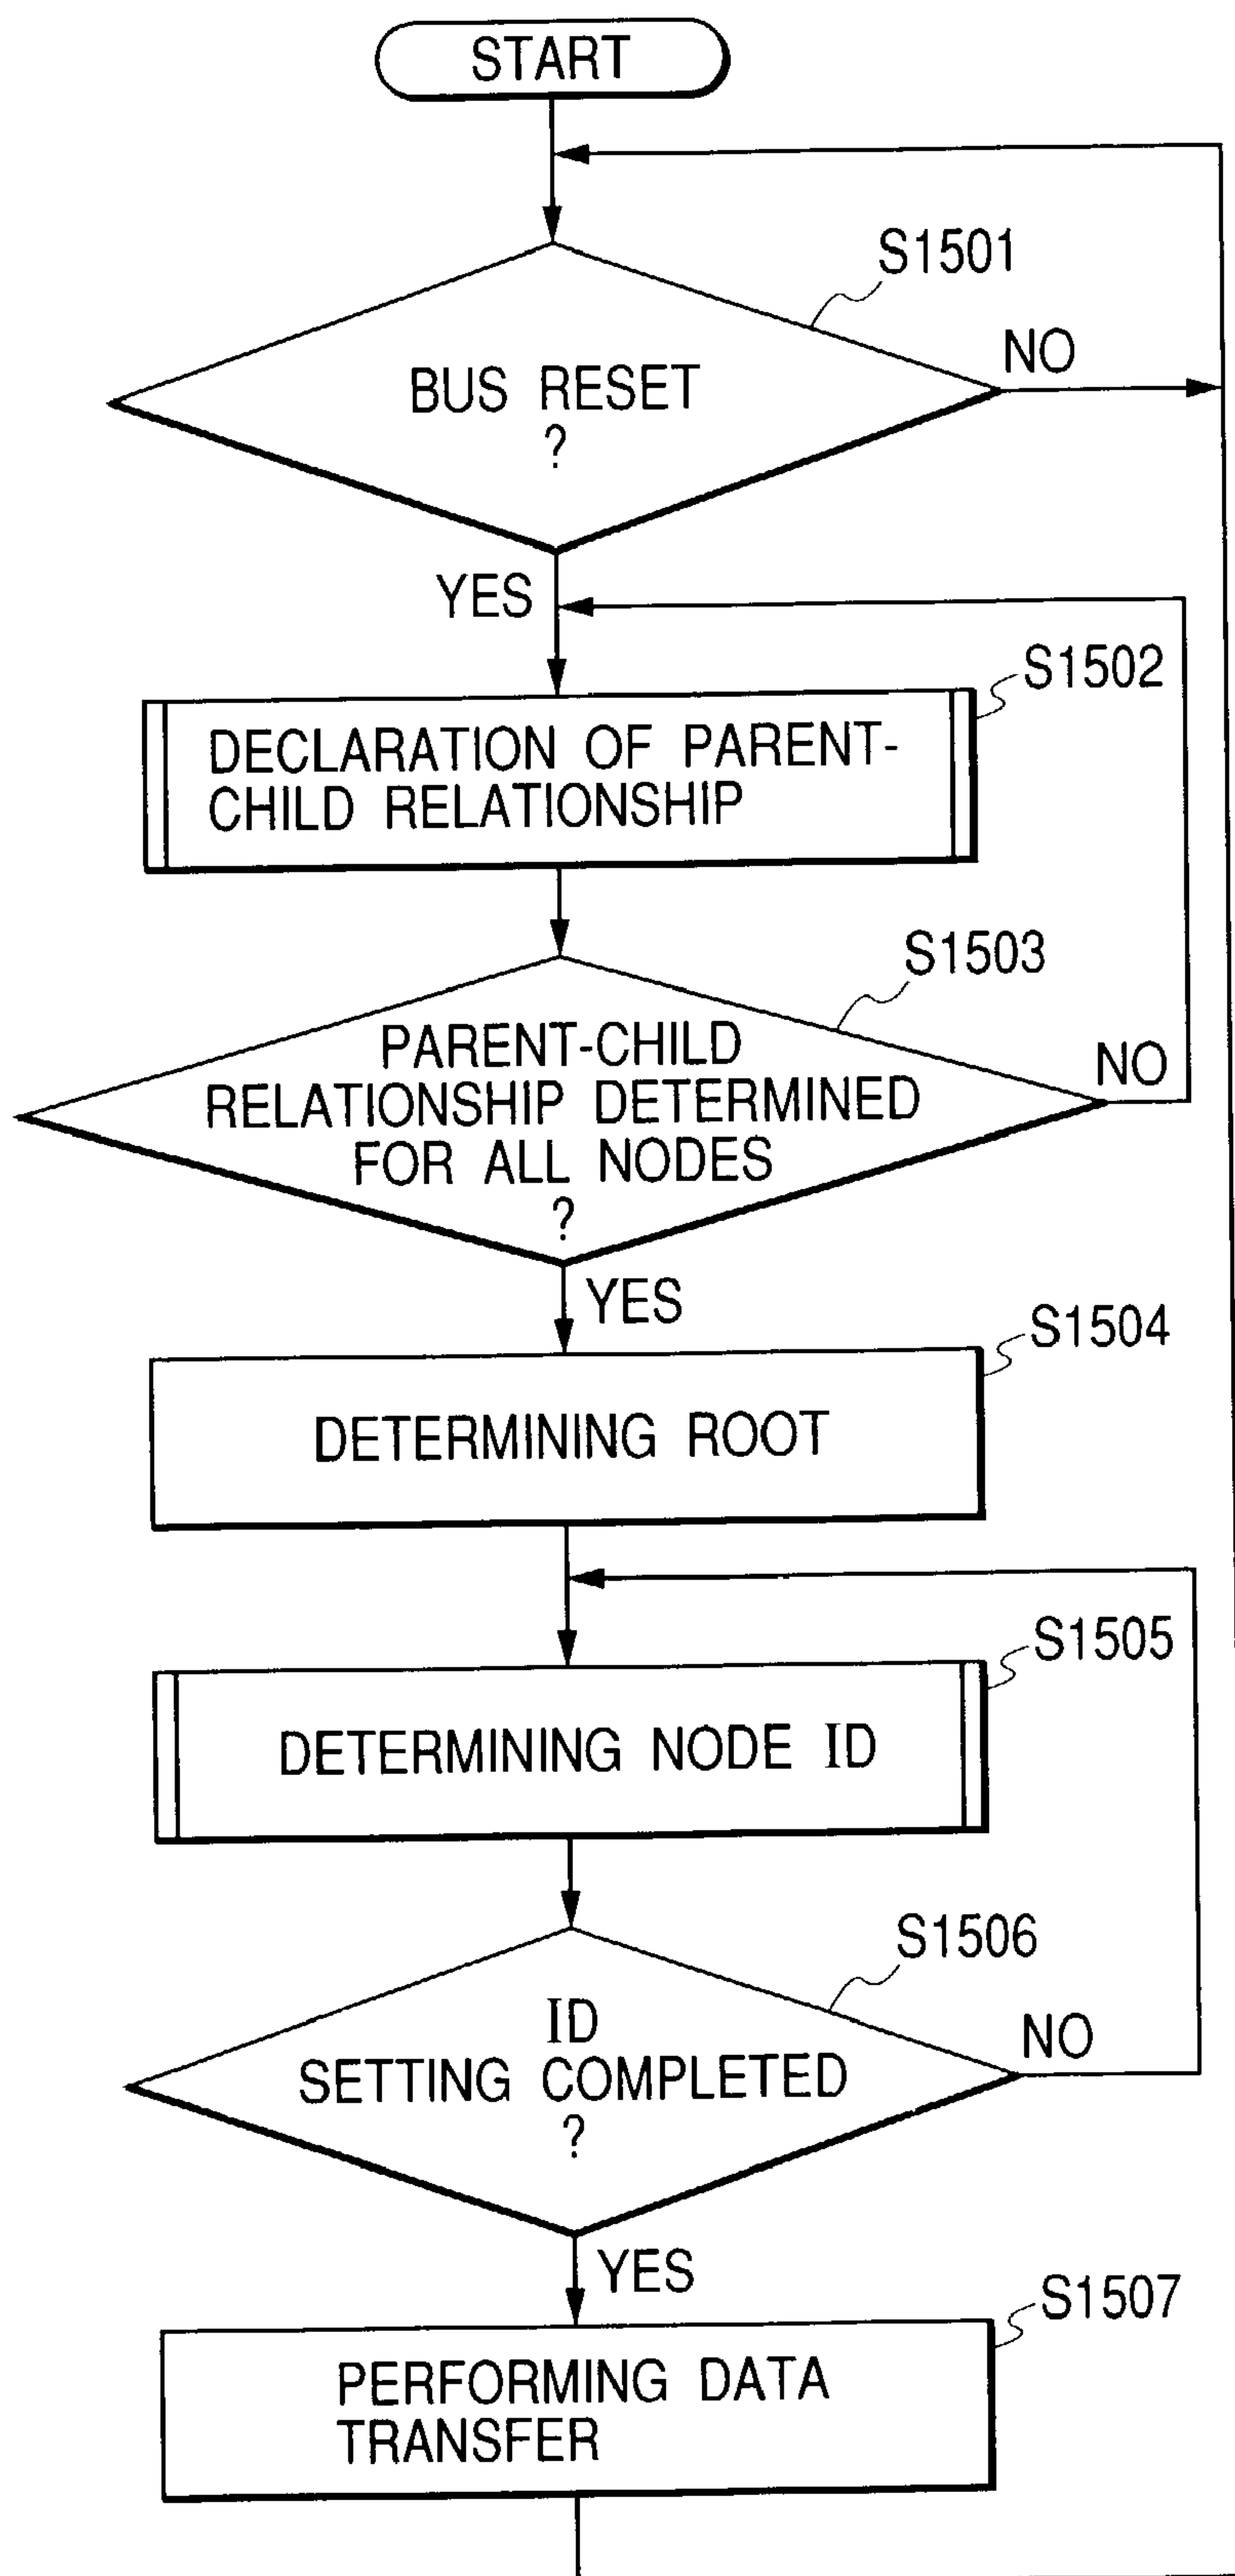 START
S1501
BUS RESET
?
NO
YES
S1502
DECLARATION OF PARENT-
CHILD RELATIONSHIP
S1503
PARENT-CHILD
RELATIONSHIP DETERMINED
FOR ALL NODES
?
NO
YES
S1504
DETERMINING ROOT
S1505
DETERMINING NODE ID
S1506
ID
SETTING COMPLETED
?
NO
YES
S1507
PERFORMING DATA
TRANSFER